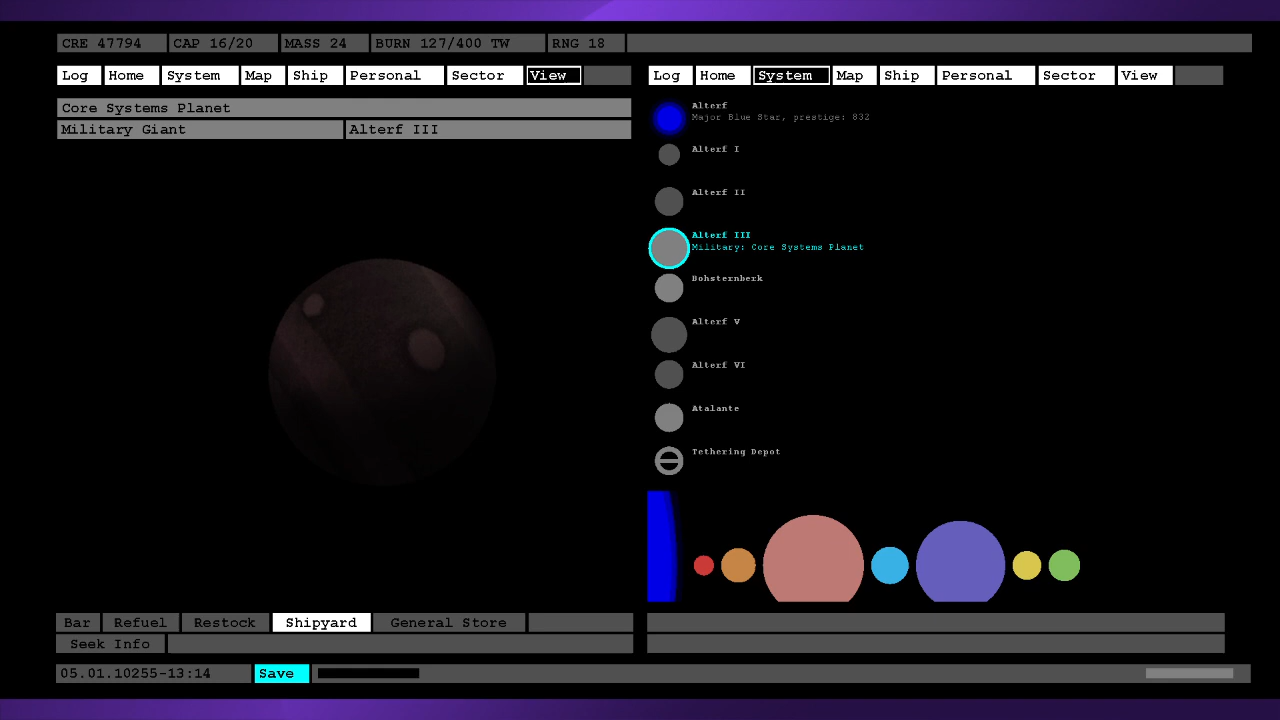 CRE 47794 CAP 16/20 MASS 24 BURN 127/400 TW RNG 18
Log Home System Map Ship Personal Sector View
Core Systems Planet
Military Giant Alterf III
Log Home System Map Ship Personal Sector View
Alterf
Major Blue Star, prestige: 832
Alterf I
Alterf II
Alterf III
Military: Core Systems Planet
Bohsternberk
Alterf V
Alterf VI
Atalante
Tethering Depot
Bar Refuel Restock Shipyard General Store
Seek Info
05.01.10255-13:14 Save